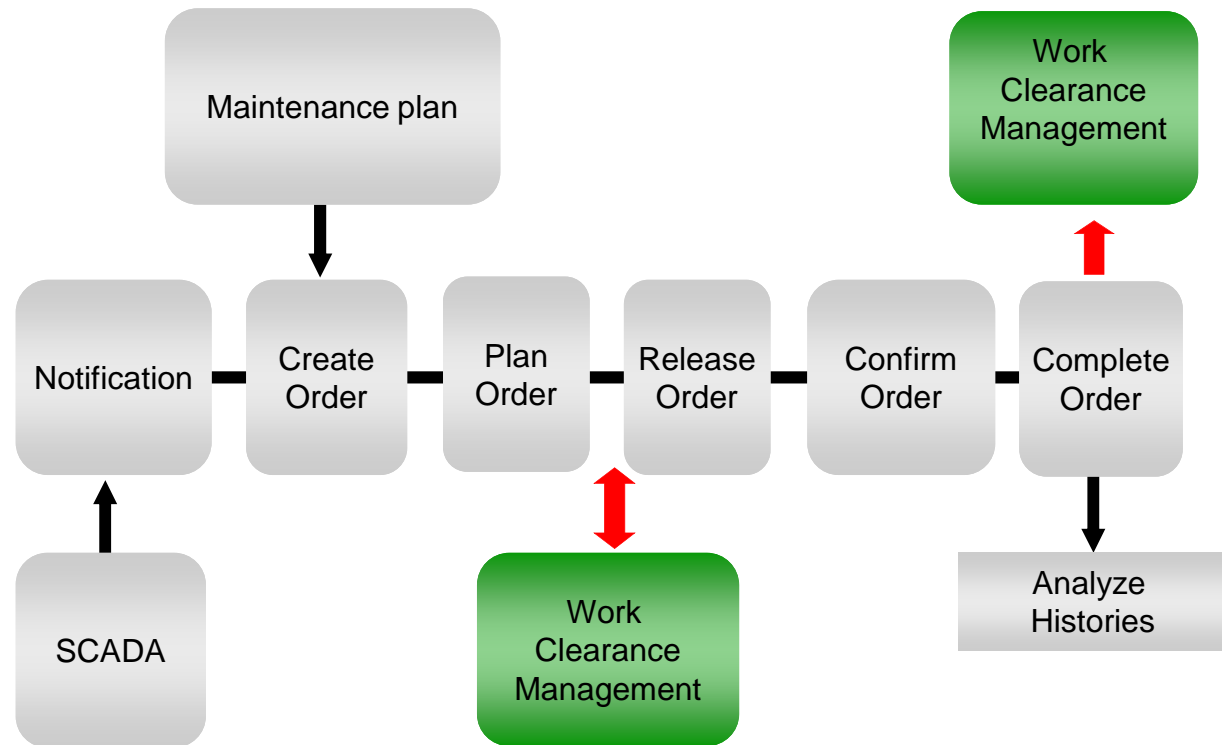 Maintenance plan
Work
Clearance
Management
Notification
Create
Order
Plan
Order
Release
Order
Confirm
Order
Complete
Order
SCADA
Work
Clearance
Management
Analyze
Histories